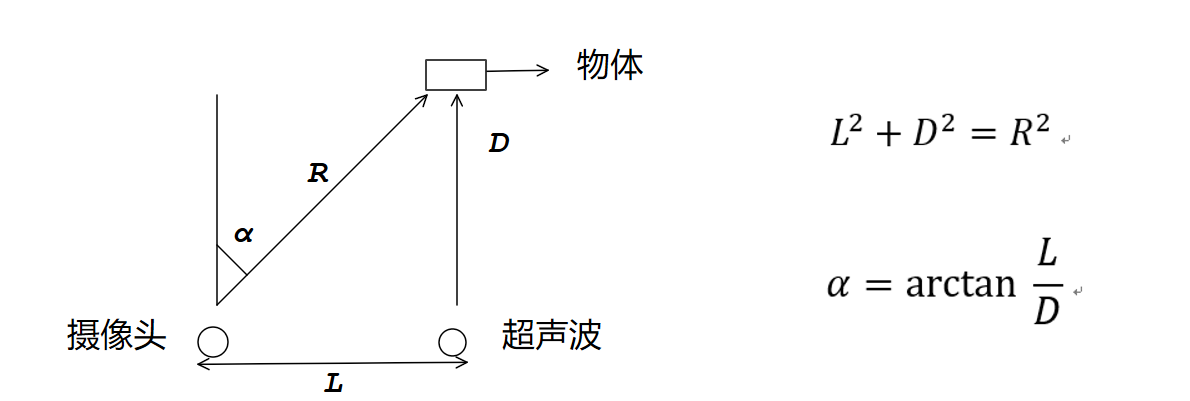 物体
D
R
α
摄像头
超声波
L
L² + D² = R²
α = arctan L/D